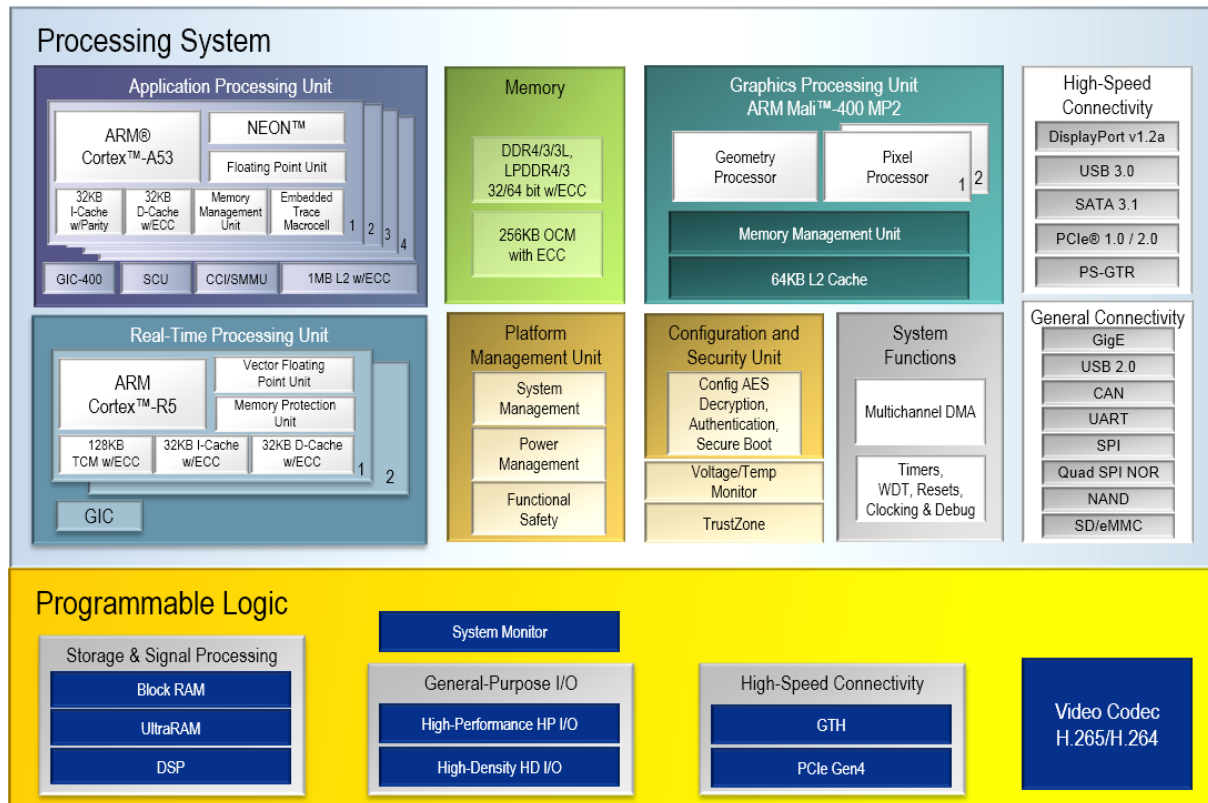 Processing System
Application Processing Unit
ARM®
Cortex™-A53
NEON™
Floating Point Unit
32KB
I-Cache
w/Parity
32KB
D-Cache
w/ECC
Memory
Management
Unit
Embedded
Trace
Macrocell
1
2
3
4
GIC-400
SCU
CCI/SMMU
1MB L2 w/ECC
Memory
DDR4/3/3L,
LPDDR4/3
32/64 bit w/ECC
256KB OCM
with ECC
Graphics Processing Unit
ARM Mali™-400 MP2
Geometry
Processor
Pixel
Processor
1
2
Memory Management Unit
64KB L2 Cache
High-Speed
Connectivity
DisplayPort v1.2a
USB 3.0
SATA 3.1
PCIe® 1.0 / 2.0
PS-GTR
Real-Time Processing Unit
ARM
Cortex™-R5
Vector Floating
Point Unit
Memory Protection
Unit
128KB
TCM w/ECC
32KB I-Cache
w/ECC
32KB D-Cache
w/ECC
1
2
GIC
Platform
Management Unit
System
Management
Power
Management
Functional
Safety
Configuration and
Security Unit
Config AES
Decryption,
Authentication,
Secure Boot
Voltage/Temp
Monitor
TrustZone
System
Functions
Multichannel DMA
Timers,
WDT, Resets,
Clocking & Debug
General Connectivity
GigE
USB 2.0
CAN
UART
SPI
Quad SPI NOR
NAND
SD/eMMC
Programmable Logic
Storage & Signal Processing
Block RAM
UltraRAM
DSP
System Monitor
General-Purpose I/O
High-Performance HP I/O
High-Density HD I/O
High-Speed Connectivity
GTH
PCIe Gen4
Video Codec
H.265/H.264